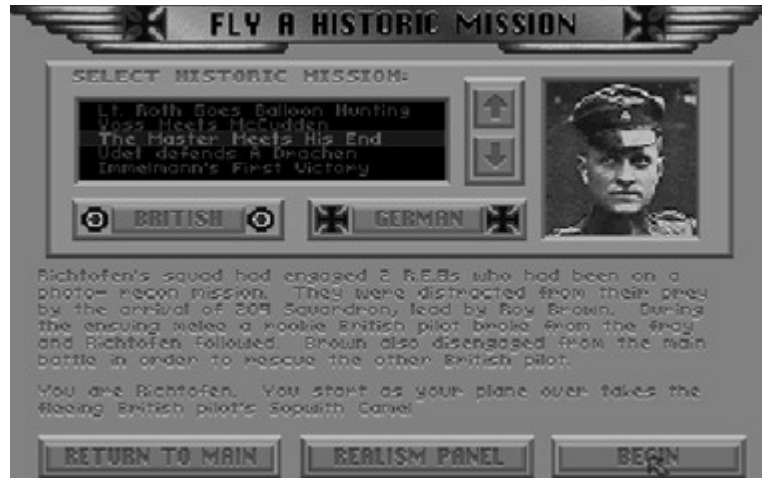 FLY A HISTORIC MISSION
SELECT HISTORIC MISSION:
Lt. Roth Goes Balloon Hunting
Voss Meets McCudden
The Master Meets His End
Udet defends A Drachen
Immelmann's First Victory
BRITISH
GERMAN
Richtofen's squad had engaged 2 R.E.8s who had been on a
photo- recon mission. They were distracted from their prey
by the arrival of 209 Squardron, lead by Roy Brown. During
the ensuing melee a rookie British pilot broke from the fray
and Richtofen followed. Brown also disengaged from the main
battle in order to rescue the other British pilot.
You are Richtofen. You start as your plane over takes the
fleeing British pilot's Sopwith Camel
RETURN TO MAIN
REALISM PANEL
BEGIN